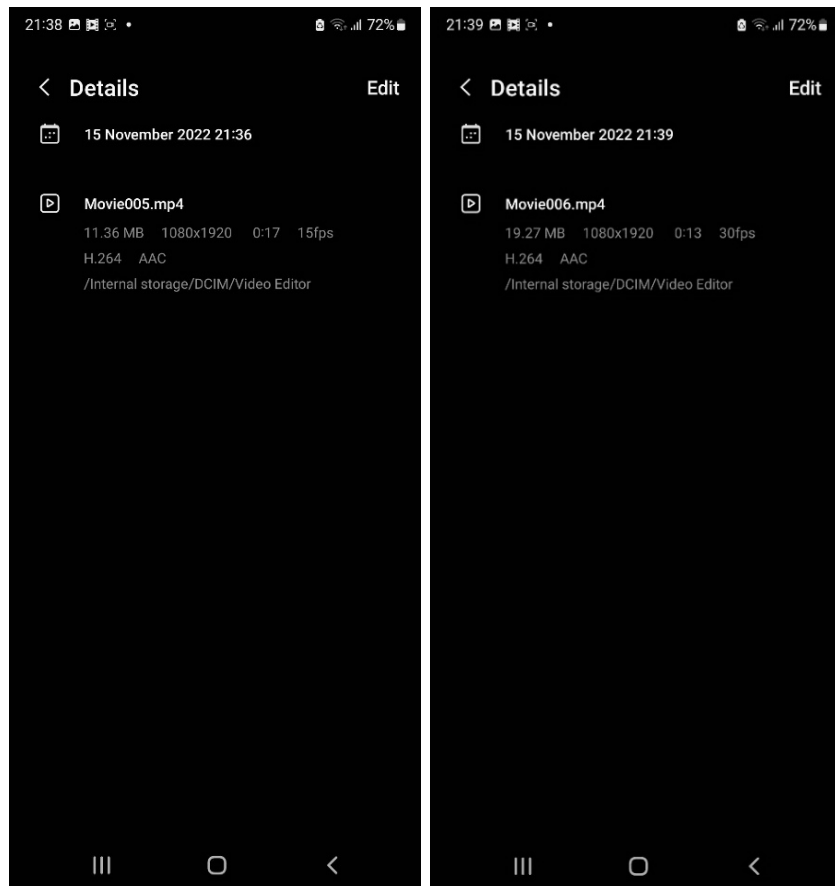 21:38 72%
Details Edit
15 November 2022 21:36
Movie005.mp4
11.36 MB 1080x1920 0:17 15fps
H.264 AAC
/Internal storage/DCIM/Video Editor
21:39 72%
Details Edit
15 November 2022 21:39
Movie006.mp4
19.27 MB 1080x1920 0:13 30fps
H.264 AAC
/Internal storage/DCIM/Video Editor